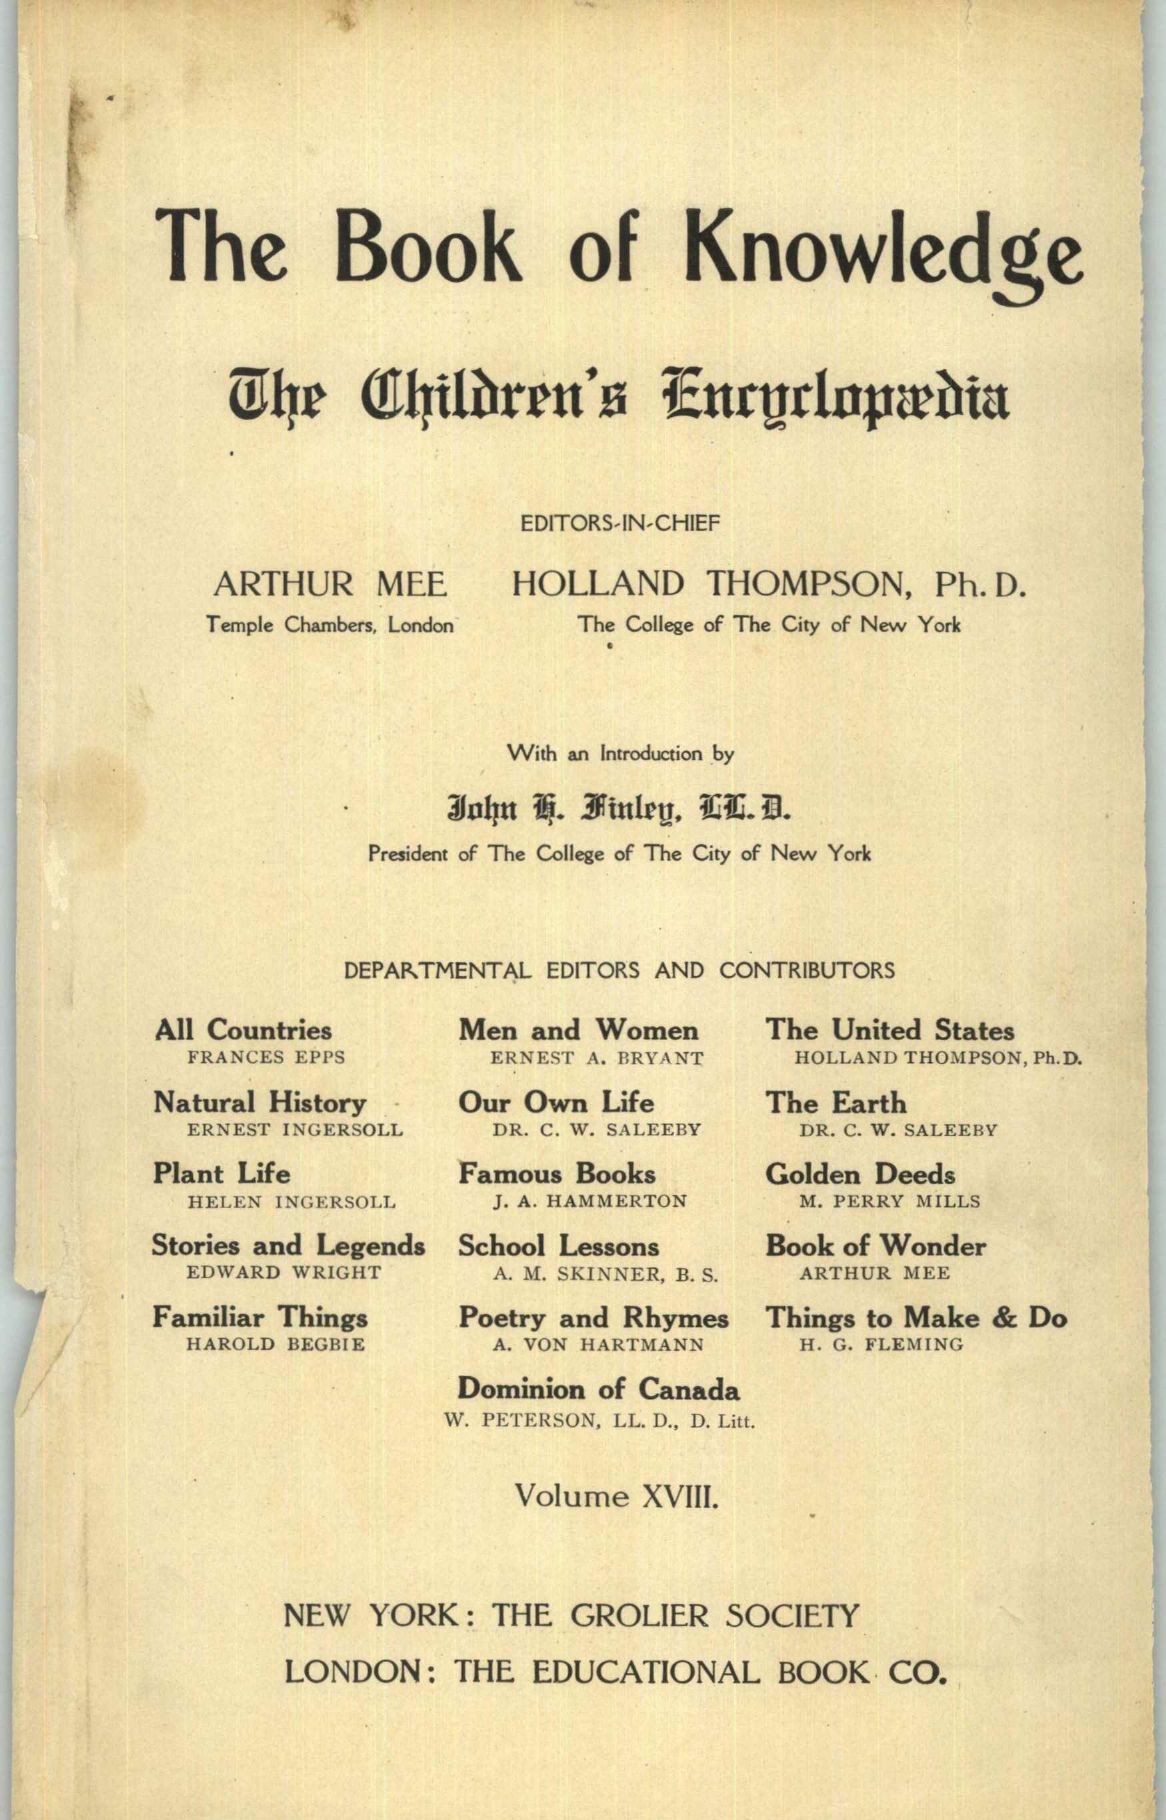 The Book of Knowledge
The Children's Encyclopædia
EDITORS-IN-CHIEF
ARTHUR MEE HOLLAND THOMPSON, Ph. D.
Temple Chambers, London The College of The City of New York
With an Introduction by
John H. Finley, LL. D.
President of The College of The City of New York
DEPARTMENTAL EDITORS AND CONTRIBUTORS
All Countries Men and Women The United States
FRANCES EPPS ERNEST A. BRYANT HOLLAND THOMPSON, Ph. D.
Natural History Our Own Life The Earth
ERNEST INGERSOLL DR. C. W. SALEEBY DR. C. W. SALEEBY
Plant Life Famous Books Golden Deeds
HELEN INGERSOLL J. A. HAMMERTON M. PERRY MILLS
Stories and Legends School Lessons Book of Wonder
EDWARD WRIGHT A. M. SKINNER, B. S. ARTHUR MEE
Familiar Things Poetry and Rhymes Things to Make & Do
HAROLD BEGBIE A. VON HARTMANN H. G. FLEMING
Dominion of Canada
W. PETERSON, LL. D., D. Litt.
Volume XVIII.
NEW YORK: THE GROLIER SOCIETY
LONDON: THE EDUCATIONAL BOOK CO.